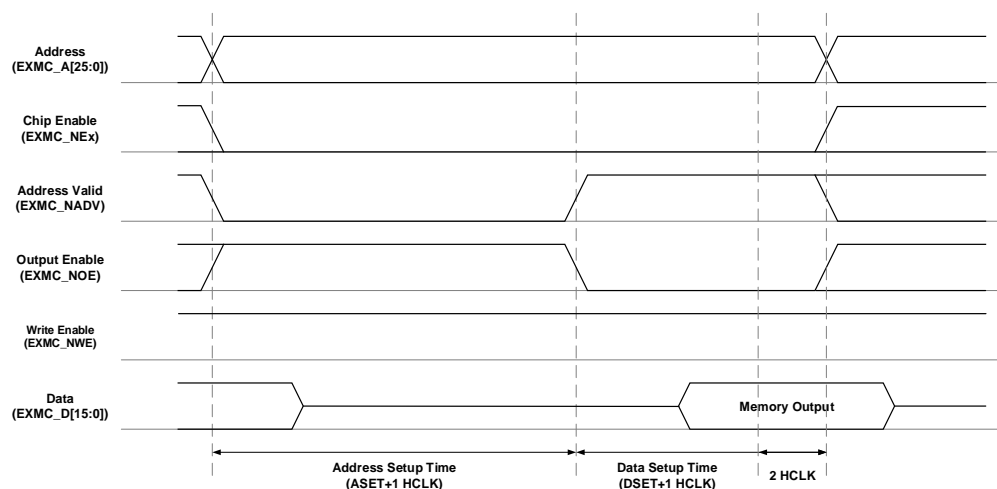 Address
(EXMC_A[25:0])
Chip Enable
(EXMC_NEx)
Address Valid
(EXMC_NADV)
Output Enable
(EXMC_NOE)
Write Enable
(EXMC_NWE)
Data
(EXMC_D[15:0])
Memory Output
Address Setup Time
(ASET+1 HCLK)
Data Setup Time
(DSET+1 HCLK)
2 HCLK